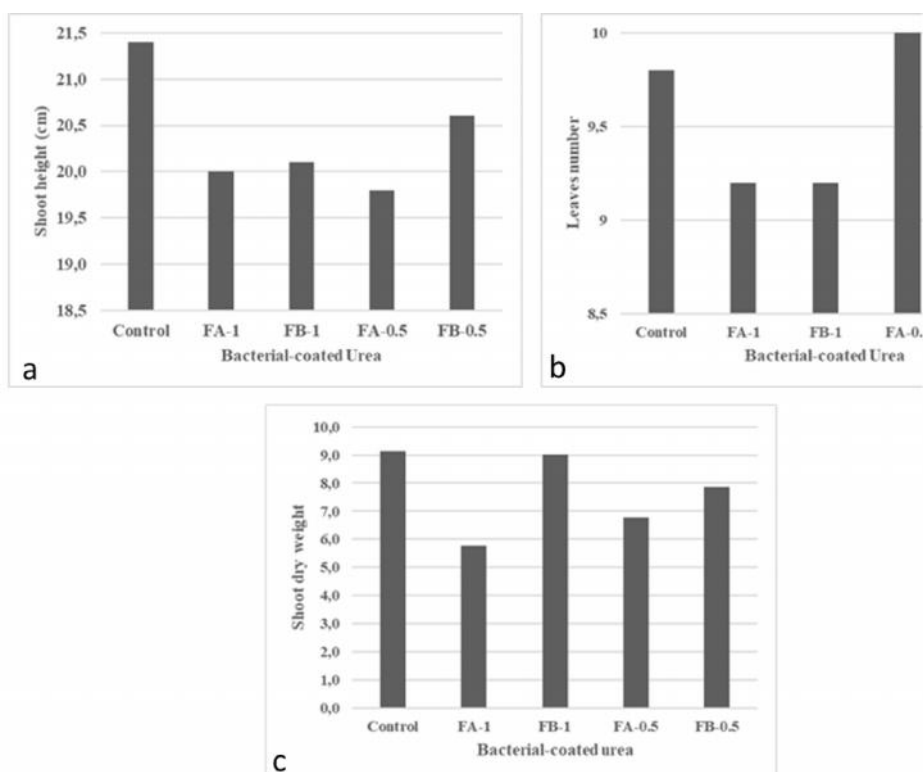 21,5
21,0
20,5
20,0
19,5
19,0
18,5
Shoot height (cm)
Control FA-1 FB-1 FA-0.5 FB-0.5
Bacterial-coated Urea
a
10
9,5
9
8,5
Leaves number
Control FA-1 FB-1 FA-0.
Bacterial-coated Urea
b
10,0
9,0
8,0
7,0
6,0
5,0
4,0
3,0
2,0
1,0
0,0
Shoot dry weight
Control FA-1 FB-1 FA-0.5 FB-0.5
Bacterial-coated urea
c